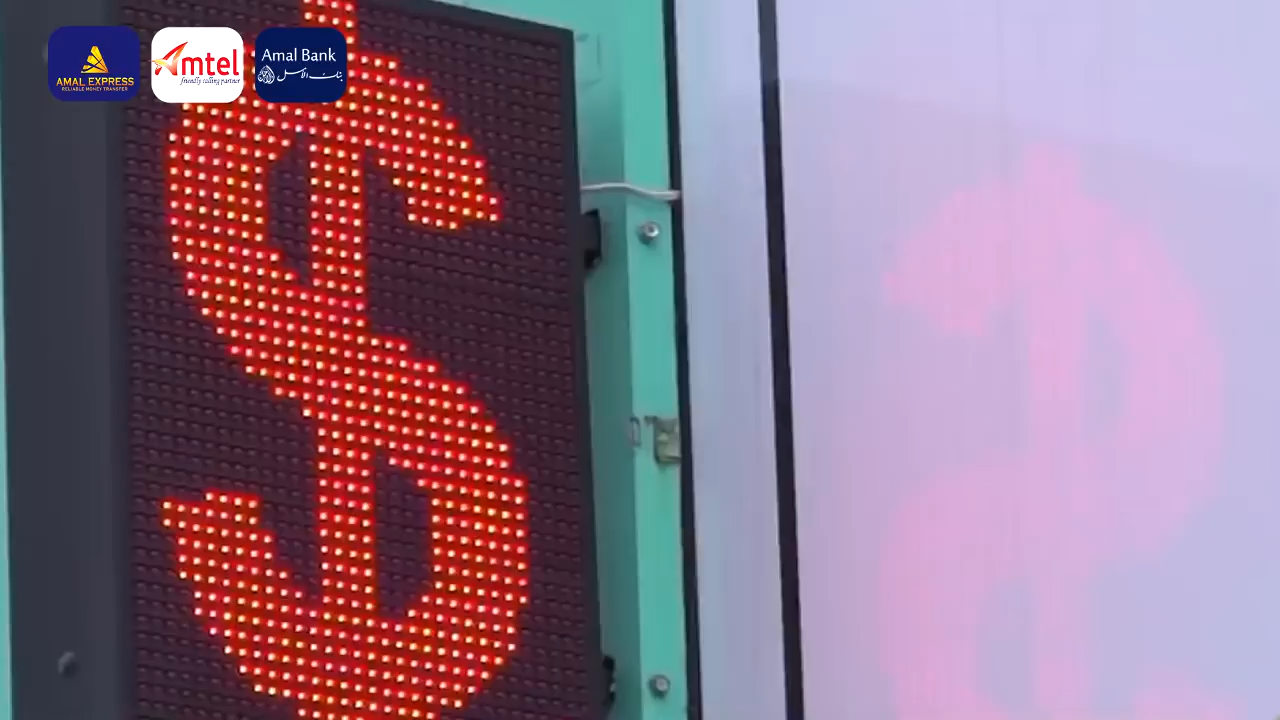 AMAL EXPRESS
RELIABLE MONEY TRANSFER
Amtel
friendly calling partner
Amal Bank
بنك الأمل
$